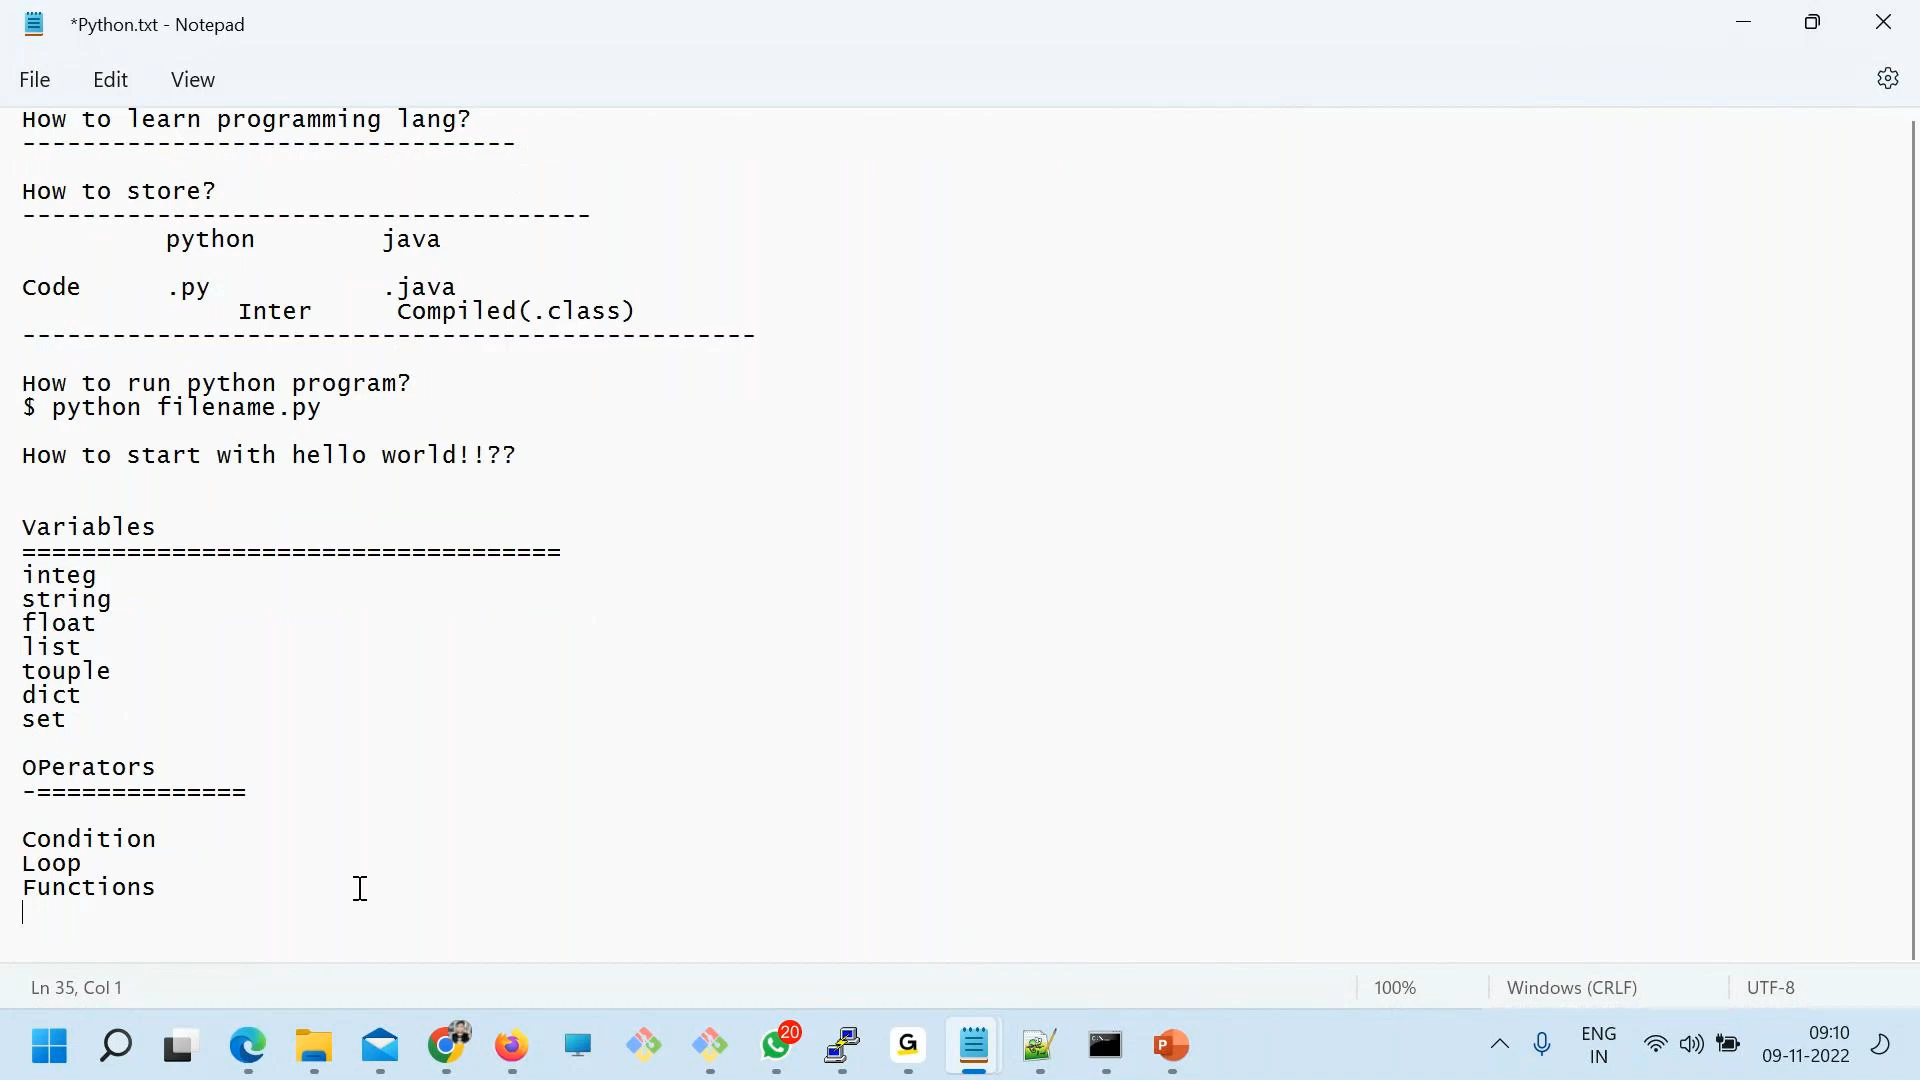 *Python.txt - Notepad
File Edit View
How to learn programming lang?
---------------------------------
How to store?
--------------------------------------
python java
Code .py .java
Inter Compiled(.class)
-------------------------------------------------
How to run python program?
$ python filename.py
How to start with hello world!!??
Variables
====================================
integ
string
float
list
touple
dict
set
OPerators
-==============
Condition
Loop
Functions
Ln 35, Col 1 100% Windows (CRLF) UTF-8
20
G
P
ENG
IN
09:10
09-11-2022